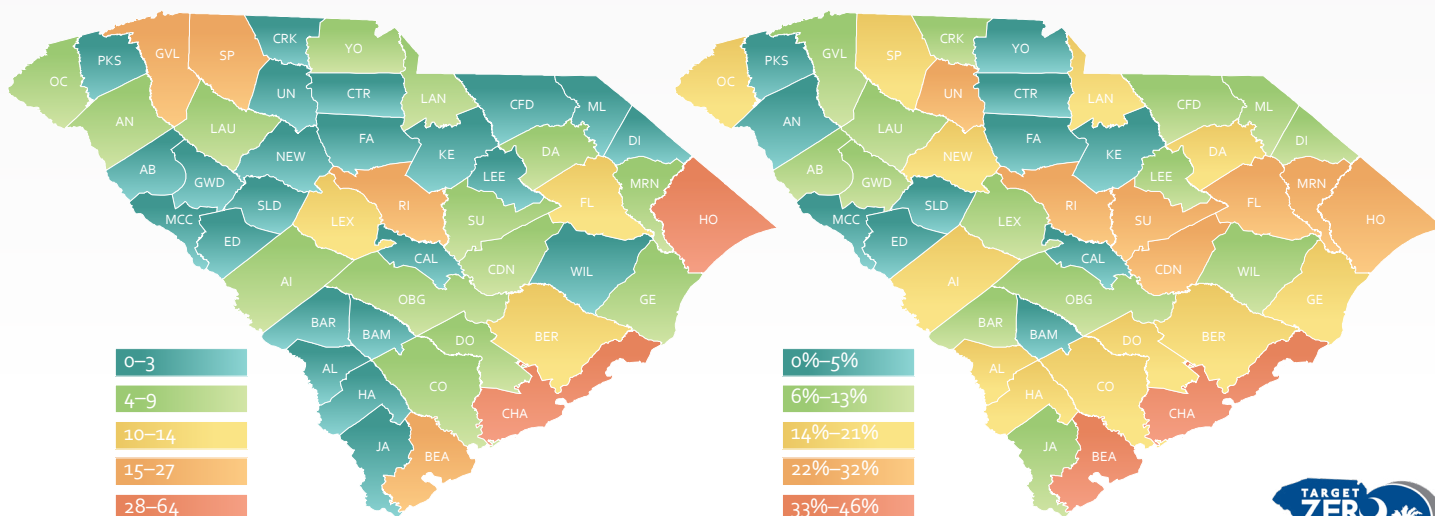 CRK
YO
GVL
SP
PKS
OC
UN
CTR
LAN
CFD
ML
AN
LAU
FA
DI
NEW
KE
DA
AB
GWD
LEE
MRN
SLD
RI
FL
MCC
LEX
SU
HO
ED
CAL
CDN
WIL
AI
OBG
GE
BAR
BAM
BER
DO
AL
HA
CO
CHA
JA
BEA
0–3
4–9
10–14
15–27
28–64
CRK
YO
GVL
SP
PKS
OC
UN
CTR
LAN
CFD
ML
AN
LAU
FA
DI
NEW
KE
DA
AB
GWD
LEE
MRN
SLD
RI
FL
MCC
LEX
SU
HO
ED
CAL
CDN
WIL
AI
OBG
GE
BAR
BAM
BER
DO
AL
HA
CO
CHA
JA
BEA
0%–5%
6%–13%
14%–21%
22%–32%
33%–46%
TARGET
ZERO